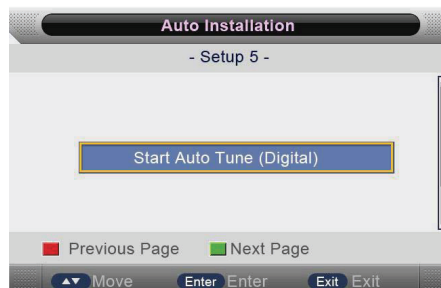 Auto Installation
- Setup 5 -
Start Auto Tune (Digital)
Previous Page Next Page
▲▼ Move Enter Enter Exit Exit